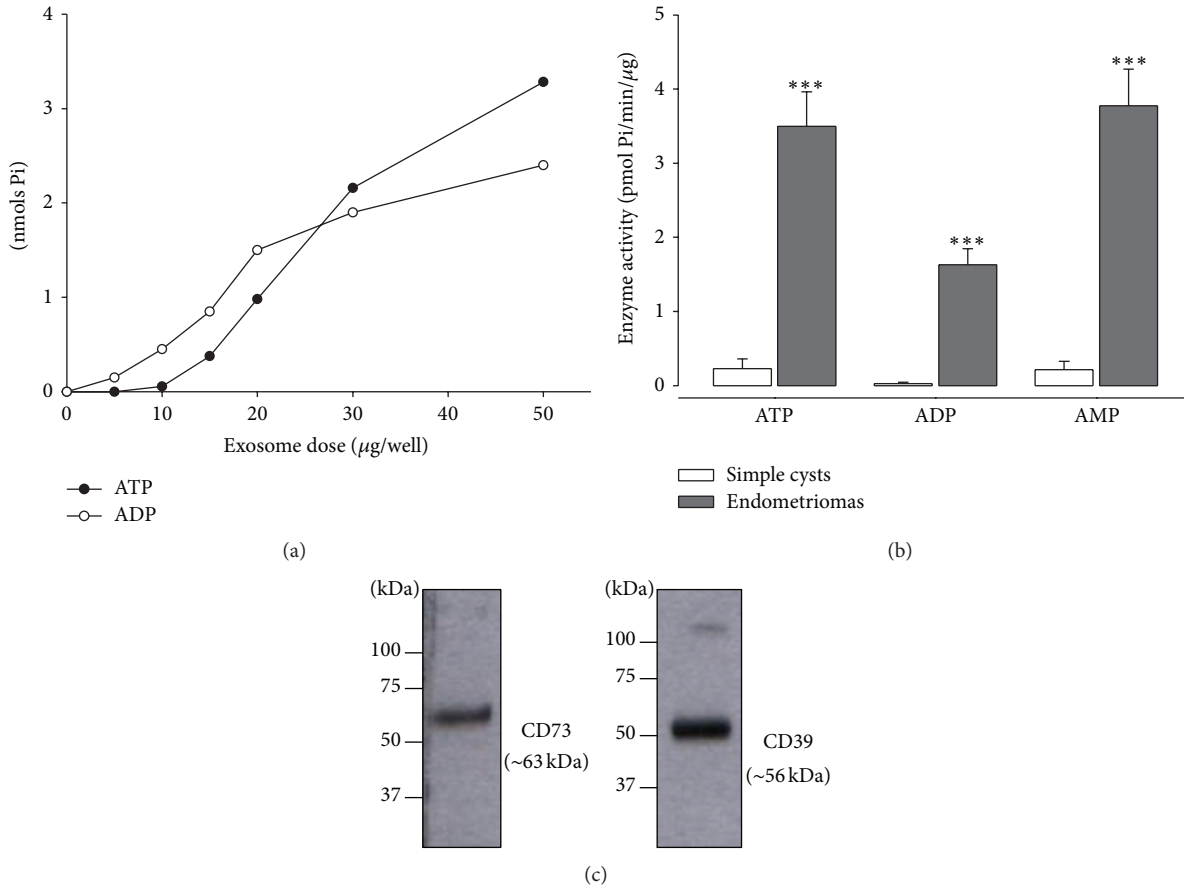 4
3
2
1
0
(nmols Pi)
0 10 20 30 40 50
Exosome dose (μg/well)
ATP
ADP
(a)
5
4
3
2
1
0
Enzyme activity (pmol Pi/min/μg)
*** *** ***
ATP ADP AMP
Simple cysts
Endometriomas
(b)
(kDa)
100
75
50
37
CD73
(~63 kDa)
(kDa)
100
75
50
37
CD39
(~56 kDa)
(c)